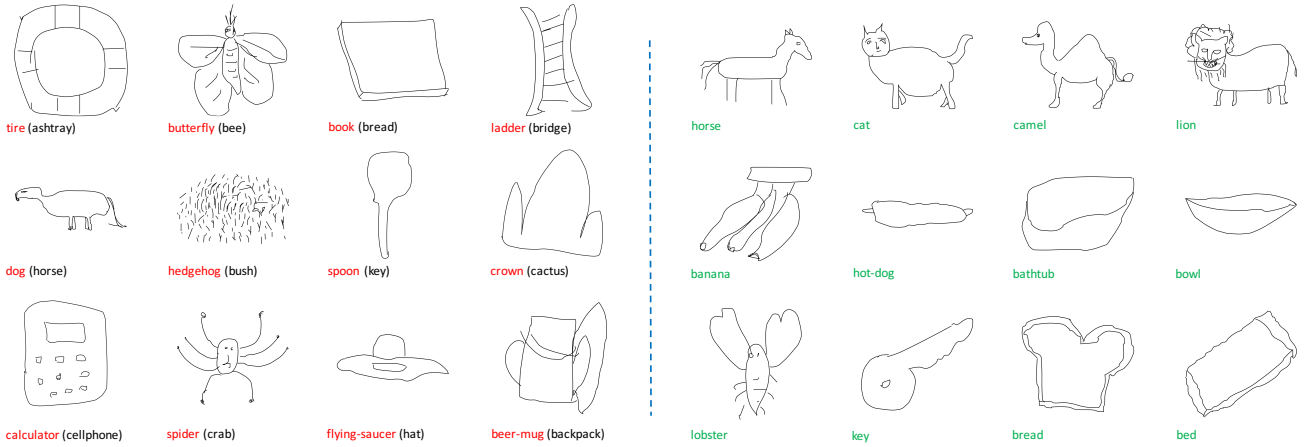 tire (ashtray)
butterfly (bee)
book (bread)
ladder (bridge)
horse
cat
camel
lion
dog (horse)
hedgehog (bush)
spoon (key)
crown (cactus)
banana
hot-dog
bathtub
bowl
calculator (cellphone)
spider (crab)
flying-saucer (hat)
beer-mug (backpack)
lobster
key
bread
bed